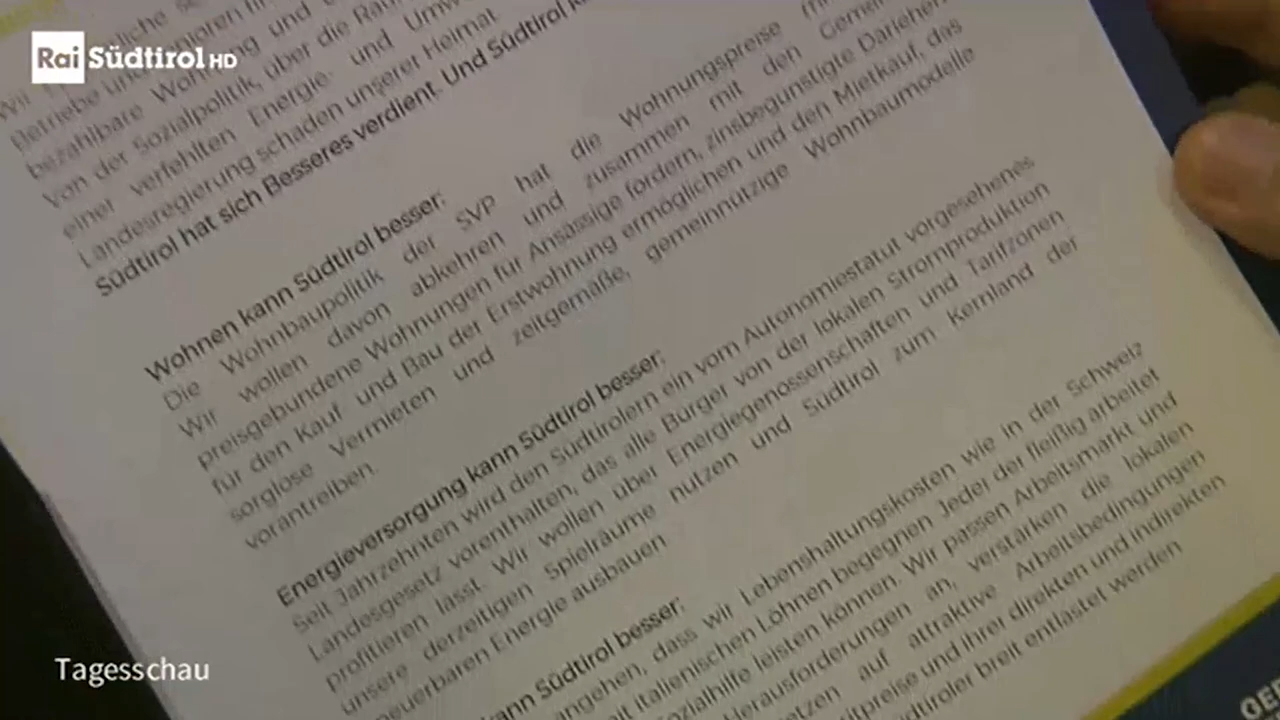 Rai Südtirol HD
Betriebe und
bezahlbare Wohnung und
Von der Sozialpolitik, über die
einer verfehlten Energie- und
Landesregierung schaden unserer Heimat
Südtirol hat sich Besseres verdient. Und Südtirol
Wohnen kann Südtirol besser:
Die Wohnbaupolitik der SVP hat die Wohnungspreise
Wir wollen davon abkehren und zusammen mit den
preisgebundene Wohnungen für Ansässige fördern, zinsbegünstigte Darlehen
für den Kauf und Bau der Erstwohnung ermöglichen und den Mietkauf, das
sorglose Vermieten und zeitgemäße, gemeinnützige Wohnbaumodelle
vorantreiben.
Energieversorgung kann Südtirol besser:
Seit Jahrzehnten wird den Südtirolern ein vom Autonomiestatut vorgesehenes
Landesgesetz vorenthalten, das alle Bürger von der lokalen Stromproduktion
profitieren lässt. Wir wollen über Energiegenossenschaften und Tarifzonen
unsere derzeitigen Spielräume nutzen und Südtirol zum Kernland der
neuerbaren Energie ausbauen
kann Südtirol besser:
angehen, dass wir Lebenshaltungskosten wie in der Schweiz
italienischen Löhnen begegnen. Jeder der fleißig arbeitet
leisten können. Wir passen Arbeitsmarkt und
an, verstärken die lokalen
auf attraktive Arbeitsbedingungen
und ihrer direkten und indirekten
breit entlastet werden
Tagesschau